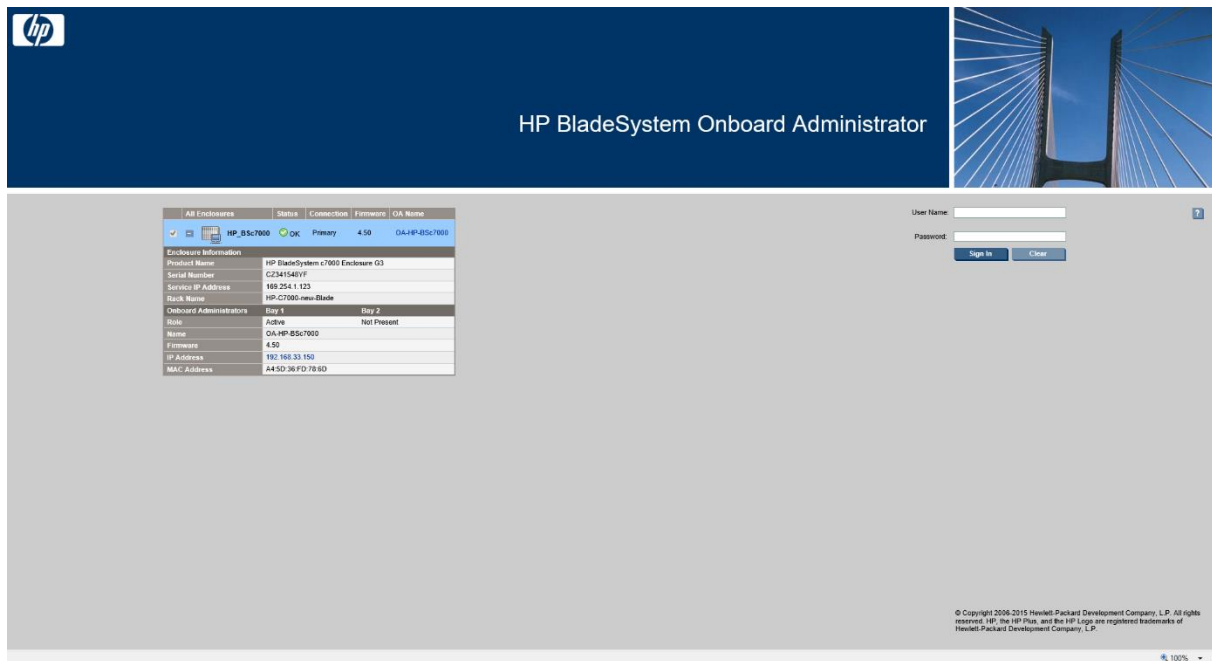 hp
HP BladeSystem Onboard Administrator
All Enclosures Status Connection Firmware OA Name
HP_BSc7000 OK Primary 4.50 OA-HP-BSc7000
Enclosure Information
Product Name HP BladeSystem c7000 Enclosure G3
Serial Number CZ341548YF
Service IP Address 169.254.1.123
Rack Name HP-C7000-new-Blade
Onboard Administrators Bay 1 Bay 2
Role Active Not Present
Name OA-HP-BSc7000
Firmware 4.50
IP Address 192.168.33.150
MAC Address A4:5D:36:FD:78:6D
User Name:
?
Password:
Sign In Clear
© Copyright 2006-2015 Hewlett-Packard Development Company, L.P. All rights
reserved. HP, the HP Plus, and the HP Logo are registered trademarks of
Hewlett-Packard Development Company, L.P.
100%